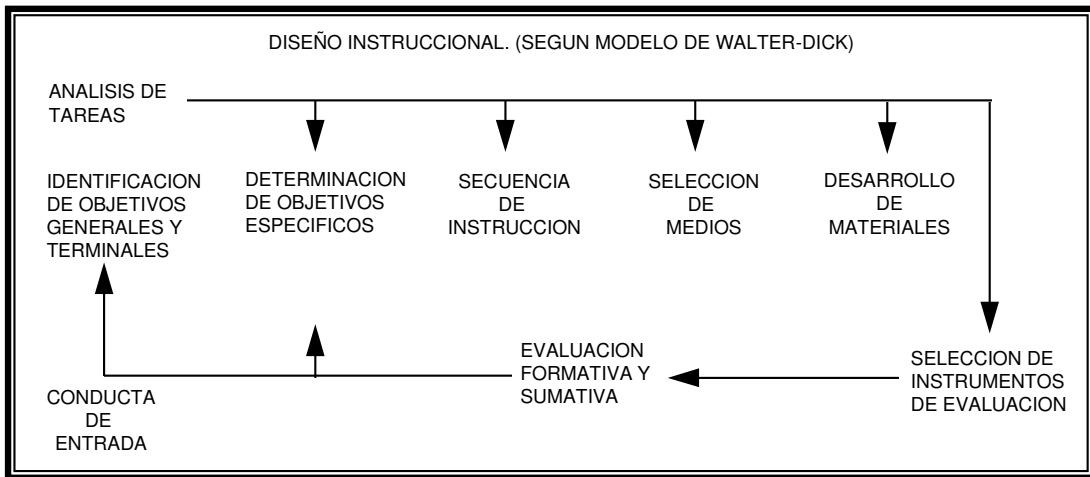 DISEÑO INSTRUCCIONAL. (SEGUN MODELO DE WALTER-DICK)
ANALISIS DE
TAREAS
IDENTIFICACION
DE OBJETIVOS
GENERALES Y
TERMINALES
DETERMINACION
DE OBJETIVOS
ESPECIFICOS
SECUENCIA
DE
INSTRUCCION
SELECCION
DE
MEDIOS
DESARROLLO
DE
MATERIALES
CONDUCTA
DE
ENTRADA
EVALUACION
FORMATIVA Y
SUMATIVA
SELECCION DE
INSTRUMENTOS
DE EVALUACION